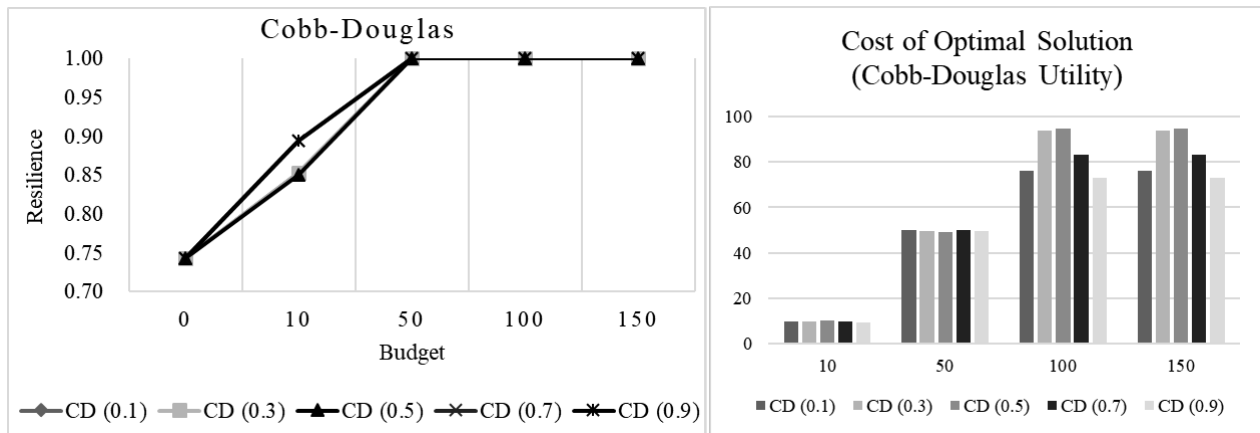 Cobb-Douglas
1.00
0.95
0.90
0.85
0.80
0.75
0.70
Resilience
0 10 50 100 150
Budget
CD (0.1) CD (0.3) CD (0.5) CD (0.7) CD (0.9)
Cost of Optimal Solution
(Cobb-Douglas Utility)
100
80
60
40
20
0
10 50 100 150
CD (0.1) CD (0.3) CD (0.5) CD (0.7) CD (0.9)